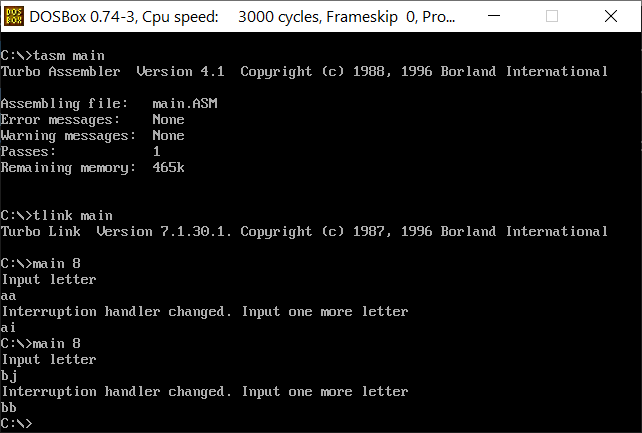 DOSBox 0.74-3, Cpu speed: 3000 cycles, Frameskip 0, Pro...
C:\>tasm main
Turbo Assembler Version 4.1 Copyright (c) 1988, 1996 Borland International
Assembling file: main.ASM
Error messages: None
Warning messages: None
Passes: 1
Remaining memory: 465k
C:\>tlink main
Turbo Link Version 7.1.30.1. Copyright (c) 1987, 1996 Borland International
C:\>main 8
Input letter
aa
Interruption handler changed. Input one more letter
ai
C:\>main 8
Input letter
bj
Interruption handler changed. Input one more letter
bb
C:\>